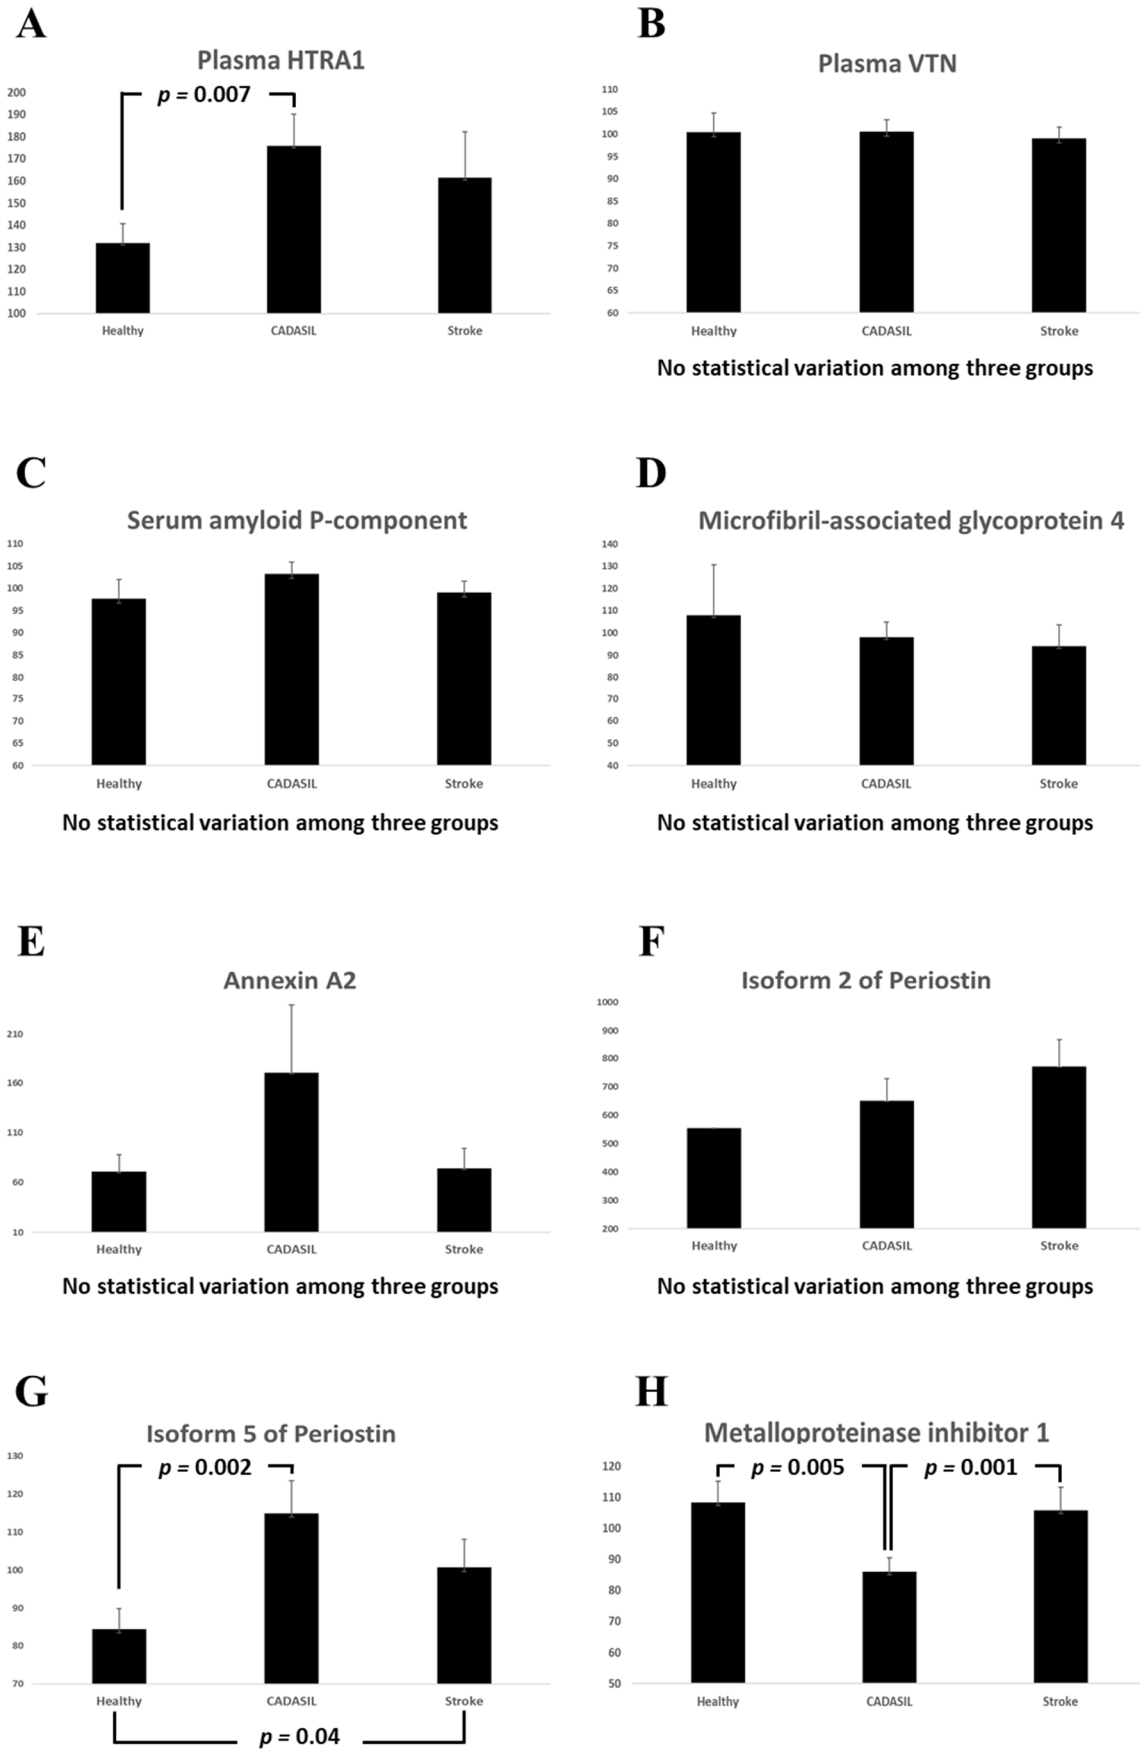 A
Plasma HTRA1
p = 0.007
200
190
180
170
160
150
140
130
120
110
100
Healthy CADASIL Stroke
B
Plasma VTN
110
105
100
95
90
85
80
75
70
65
60
Healthy CADASIL Stroke
No statistical variation among three groups
C
Serum amyloid P-component
110
105
100
95
90
85
80
75
70
65
60
Healthy CADASIL Stroke
No statistical variation among three groups
D
Microfibril-associated glycoprotein 4
140
130
120
110
100
90
80
70
60
50
40
Healthy CADASIL Stroke
No statistical variation among three groups
E
Annexin A2
210
160
110
60
10
Healthy CADASIL Stroke
No statistical variation among three groups
F
Isoform 2 of Periostin
1000
900
800
700
600
500
400
300
200
Healthy CADASIL Stroke
No statistical variation among three groups
G
Isoform 5 of Periostin
p = 0.002
130
120
110
100
90
80
70
Healthy CADASIL Stroke
p = 0.04
H
Metalloproteinase inhibitor 1
p = 0.005 p = 0.001
120
110
100
90
80
70
60
50
Healthy CADASIL Stroke